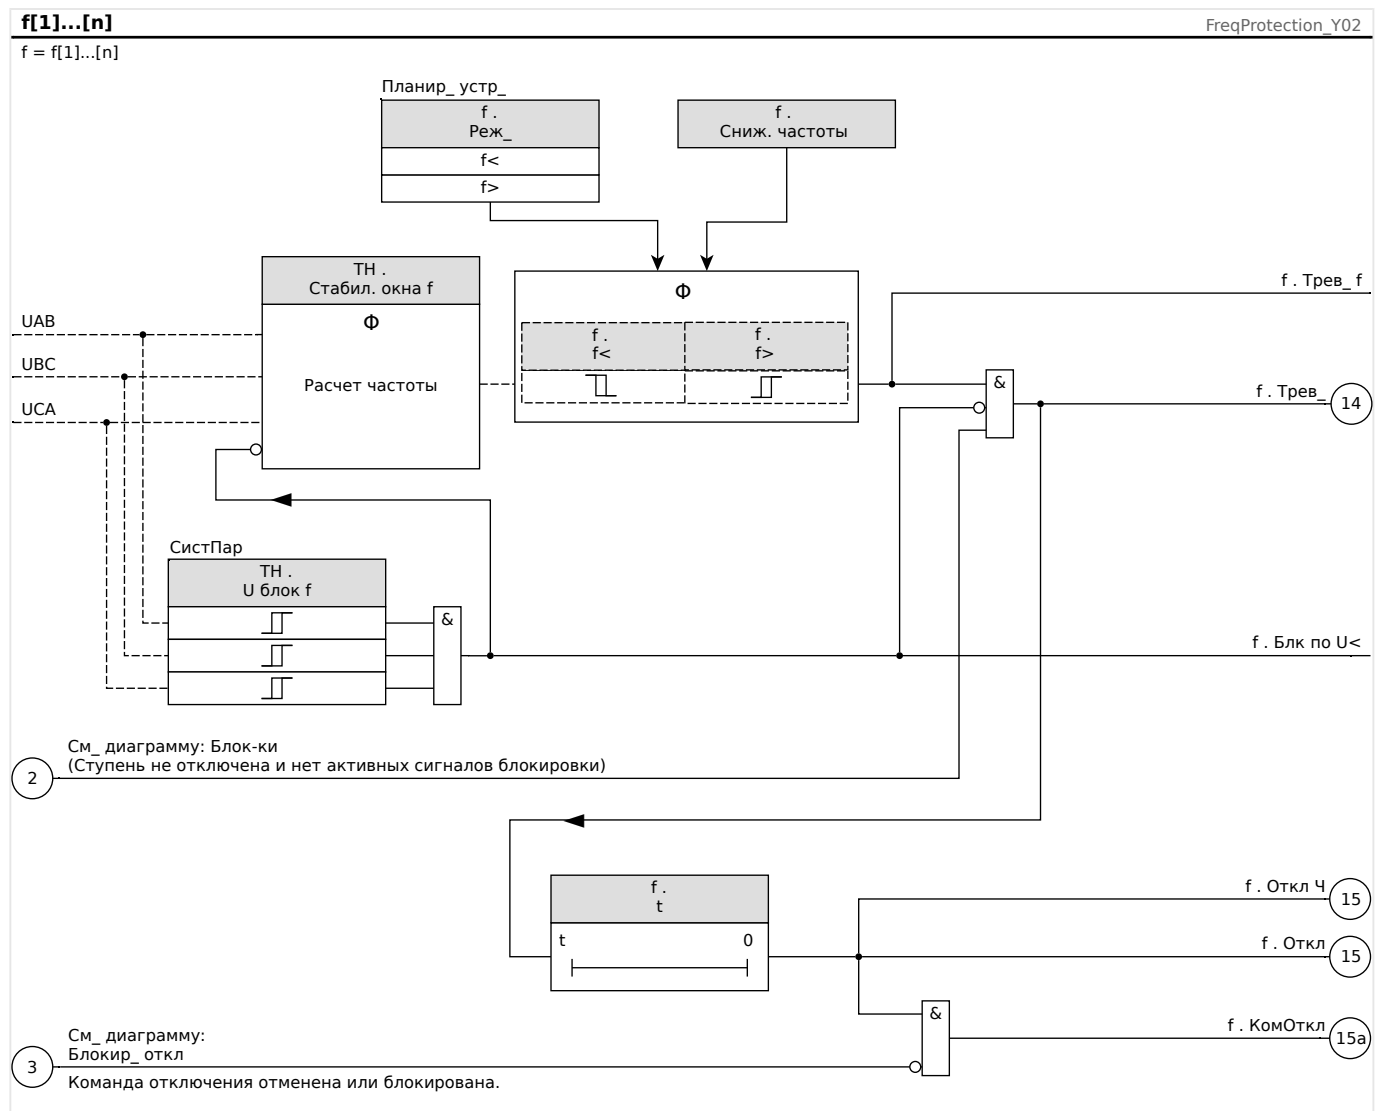 f[1]...[n]
FreqProtection_Y02
f = f[1]...[n]
Планир_ устр_
f .
Реж_
f<
f>
f .
Сниж. частоты
ТН .
Стабил. окна f
Ф
Расчет частоты
Ф
f .
f<
f .
f>
UAB
UBC
UCA
f . Трев_ f
&
f . Трев_
14
СистПар
ТН .
U блок f
&
f . Блк по U<
2
См_ диаграмму: Блок-ки
(Ступень не отключена и нет активных сигналов блокировки)
f .
t
t
0
f . Откл Ч
15
f . Откл
15
&
f . КомОткл
15a
3
См_ диаграмму:
Блокир_ откл
Команда отключения отменена или блокирована.